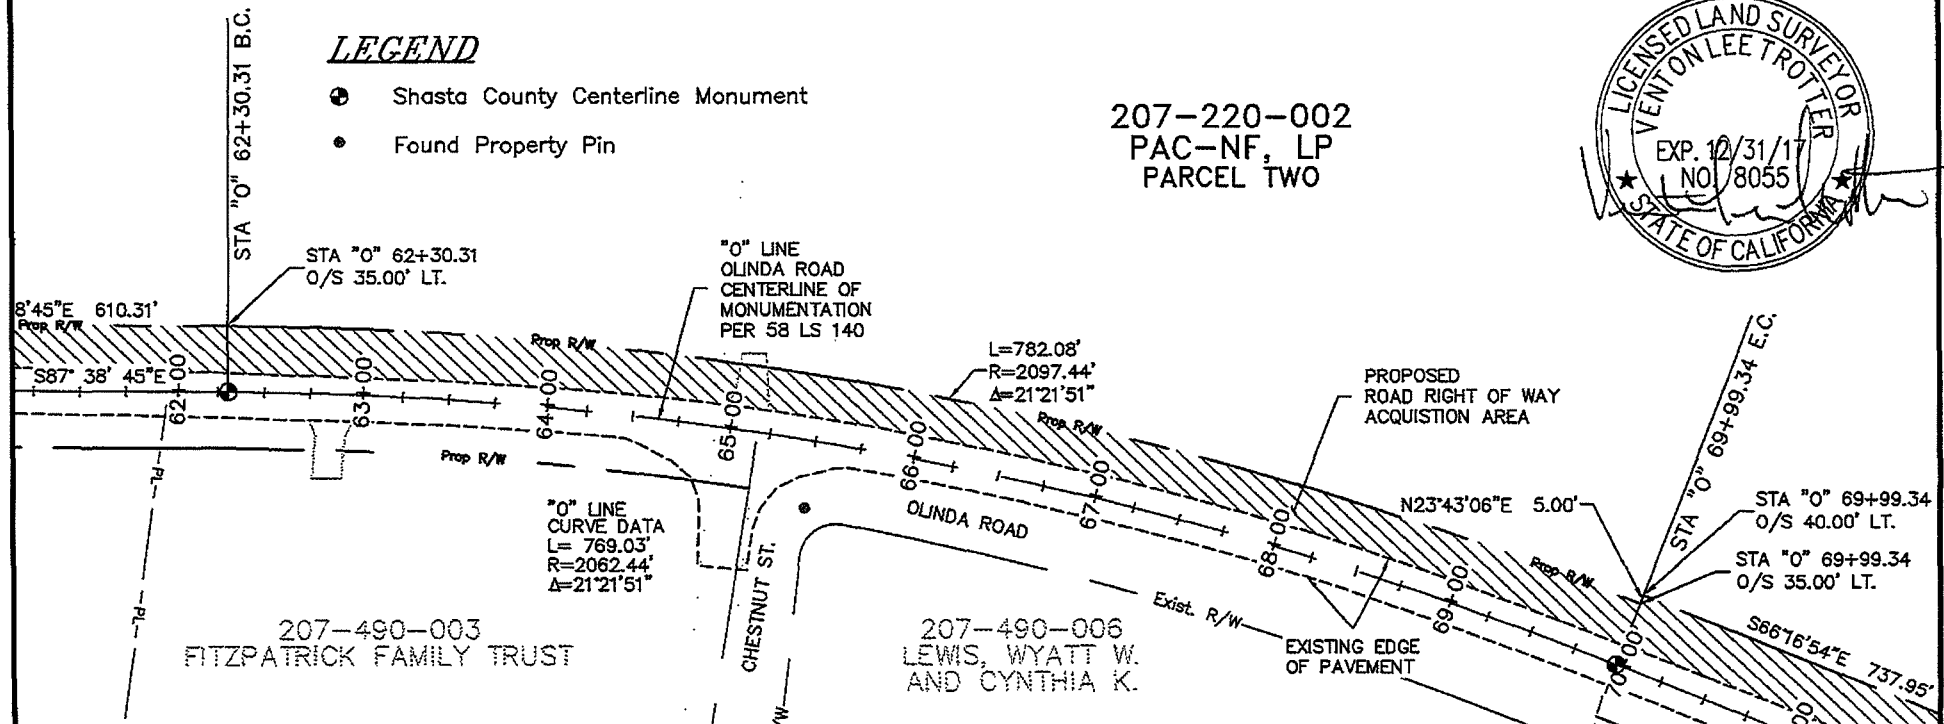 STA "O" 62+30.31 B.C.
LEGEND
Shasta County Centerline Monument
Found Property Pin
207-220-002
PAC-NF, LP
PARCEL TWO
LICENSED LAND SURVEYOR
VENTON LEE TROTTER
EXP. 12/31/17
NO. 8055
STATE OF CALIFORNIA
STA "O" 62+30.31
O/S 35.00' LT.
"O" LINE
OLINDA ROAD
CENTERLINE OF
MONUMENTATION
PER 58 LS 140
8'45"E 610.31'
Prop R/W
Prop R/W
S87° 38' 45"E
62+00
63+00
64+00
65+00
66+00
67+00
68+00
69+00
70+00
L=782.08'
R=2097.44'
Δ=21°21'51"
Prop R/W
PROPOSED
ROAD RIGHT OF WAY
ACQUISTION AREA
STA "O" 69+99.34 E.C.
N23°43'06"E 5.00'
STA "O" 69+99.34
O/S 40.00' LT.
STA "O" 69+99.34
O/S 35.00' LT.
Prop R/W
Prop R/W
PL
PL
"O" LINE
CURVE DATA
L= 769.03'
R=2062.44'
Δ=21°21'51"
OLINDA ROAD
CHESTNUT ST.
Exist. R/W
EXISTING EDGE
OF PAVEMENT
S66°16'54"E 737.95'
207-490-003
FITZPATRICK FAMILY TRUST
207-490-006
LEWIS, WYATT W.
AND CYNTHIA K.